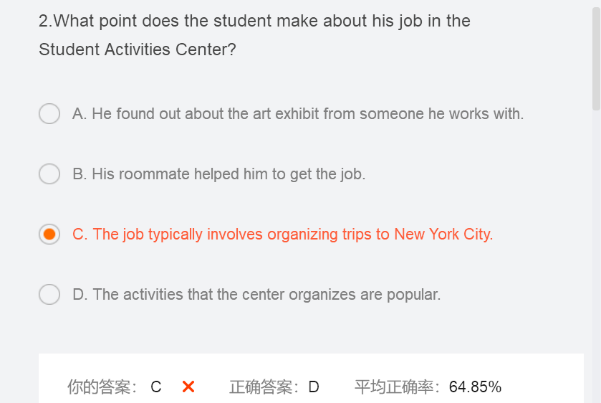 2.What point does the student make about his job in the
Student Activities Center?
A. He found out about the art exhibit from someone he works with.
B. His roommate helped him to get the job.
C. The job typically involves organizing trips to New York City.
D. The activities that the center organizes are popular.
你的答案： C ✕ 正确答案： D 平均正确率： 64.85%